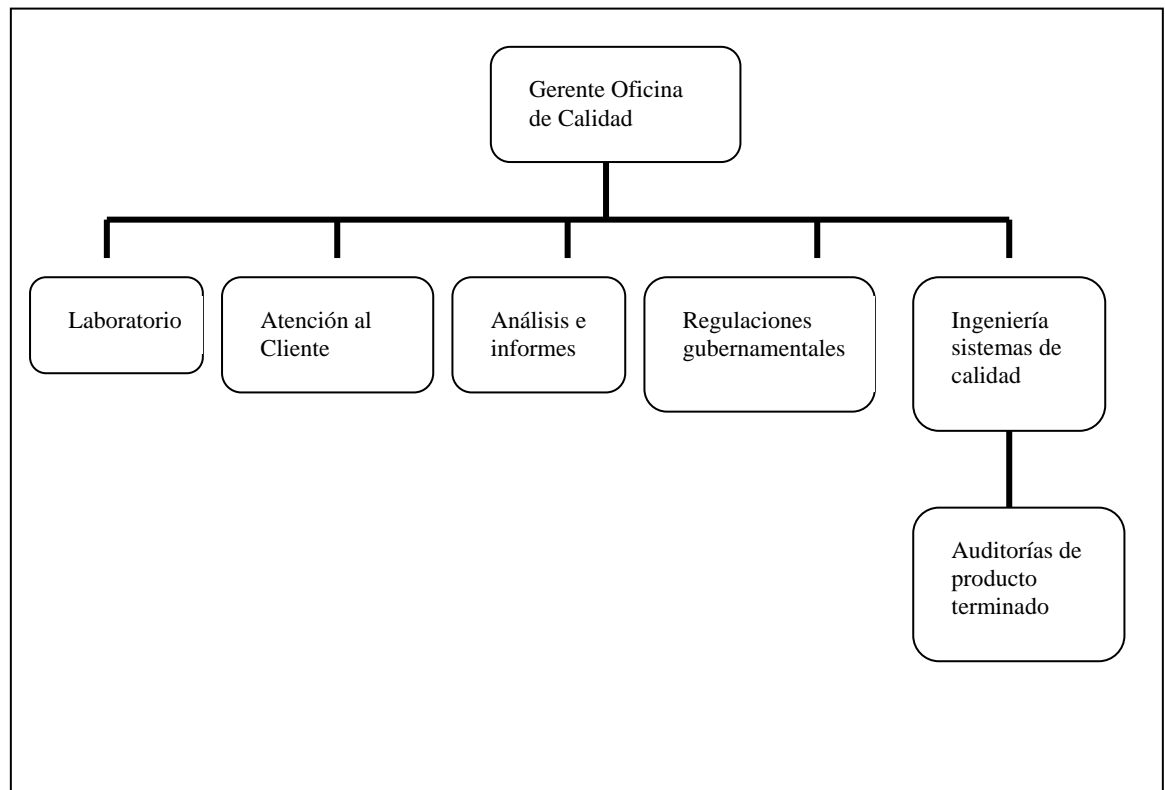 Gerente Oficina
de Calidad
Laboratorio
Atención al
Cliente
Análisis e
informes
Regulaciones
gubernamentales
Ingeniería
sistemas de
calidad
Auditorías de
producto
terminado